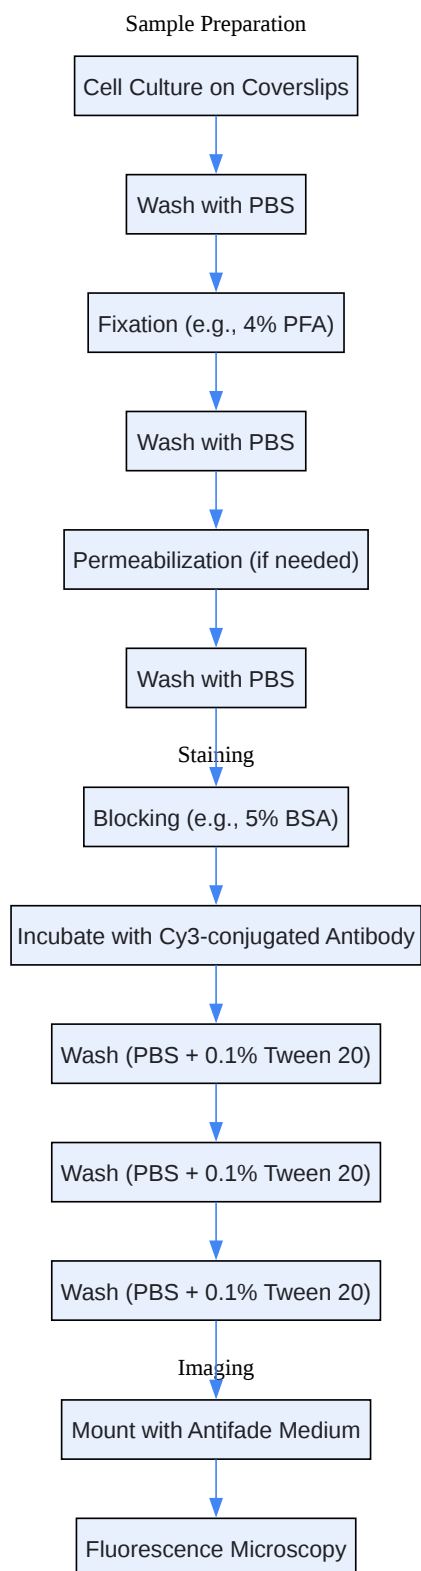 Sample Preparation
Cell Culture on Coverslips
Wash with PBS
Fixation (e.g., 4% PFA)
Wash with PBS
Permeabilization (if needed)
Wash with PBS
Staining
Blocking (e.g., 5% BSA)
Incubate with Cy3-conjugated Antibody
Wash (PBS + 0.1% Tween 20)
Wash (PBS + 0.1% Tween 20)
Wash (PBS + 0.1% Tween 20)
Imaging
Mount with Antifade Medium
Fluorescence Microscopy